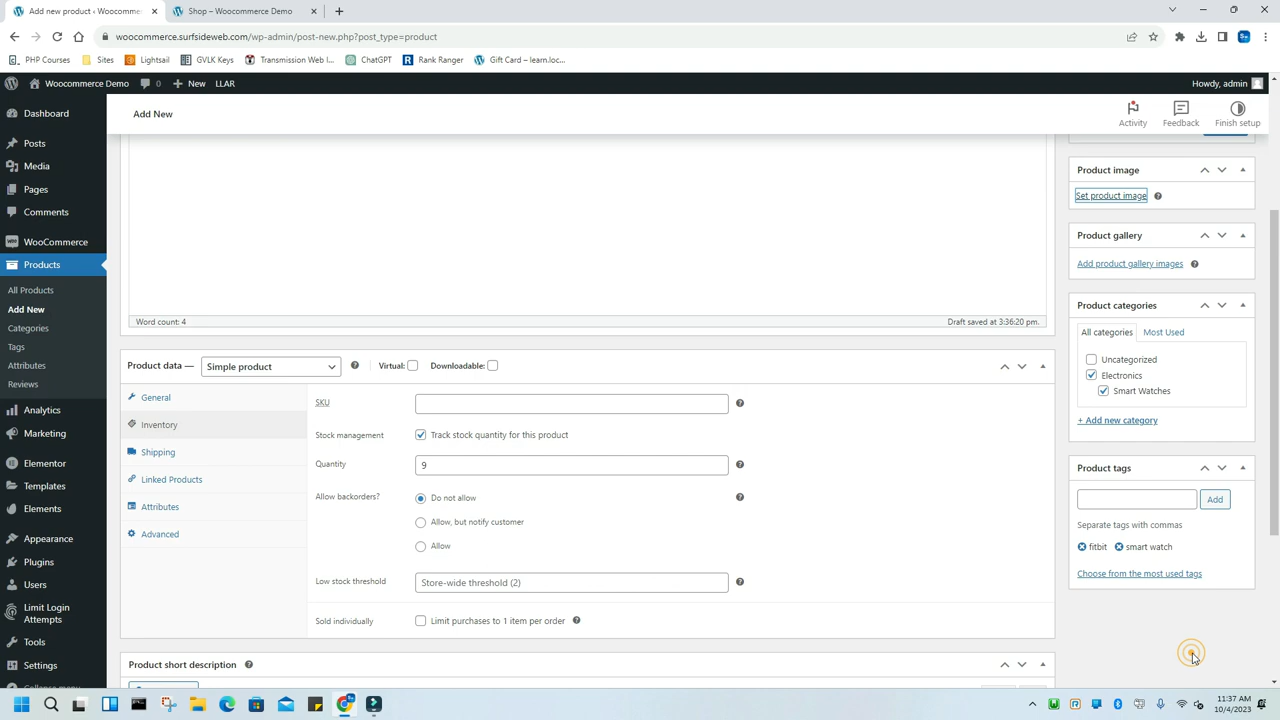 Add new product ‹ Woocomme
Shop – Woocommerce Demo
woocommerce.surfsideweb.com/wp-admin/post-new.php?post_type=product
PHP Courses
Sites
Lightsail
GVLK Keys
Transmission Web I...
ChatGPT
Rank Ranger
Gift Card – learn.loc...
Woocommerce Demo
0
New
LLAR
Howdy, admin
Add New
Activity
Feedback
Finish setup
Dashboard
Posts
Media
Pages
Comments
WooCommerce
Products
All Products
Add New
Categories
Tags
Attributes
Reviews
Analytics
Marketing
Elementor
Templates
Elements
Appearance
Plugins
Users
Limit Login
Attempts
Tools
Settings
Collapse menu
Word count: 4
Draft saved at 3:36:20 pm.
Product data —
Simple product
Virtual:
Downloadable:
General
Inventory
Shipping
Linked Products
Attributes
Advanced
SKU
Stock management
Track stock quantity for this product
Quantity
9
Allow backorders?
Do not allow
Allow, but notify customer
Allow
Low stock threshold
Store-wide threshold (2)
Sold individually
Limit purchases to 1 item per order
Product short description
Product image
Set product image
Product gallery
Add product gallery images
Product categories
All categories
Most Used
Uncategorized
Electronics
Smart Watches
+ Add new category
Product tags
Add
Separate tags with commas
fitbit
smart watch
Choose from the most used tags
11:37 AM
10/4/2023